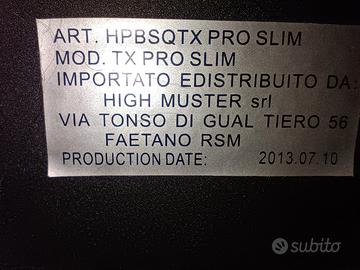 ART. HPBSQTX PRO SLIM
MOD. TX PRO SLIM
IMPORTATO EDISTRIBUITO DA:
HIGH MUSTER srl
VIA TONSO DI GUAL TIERO 56
FAETANO RSM
PRODUCTION DATE: 2013.07.10
subito